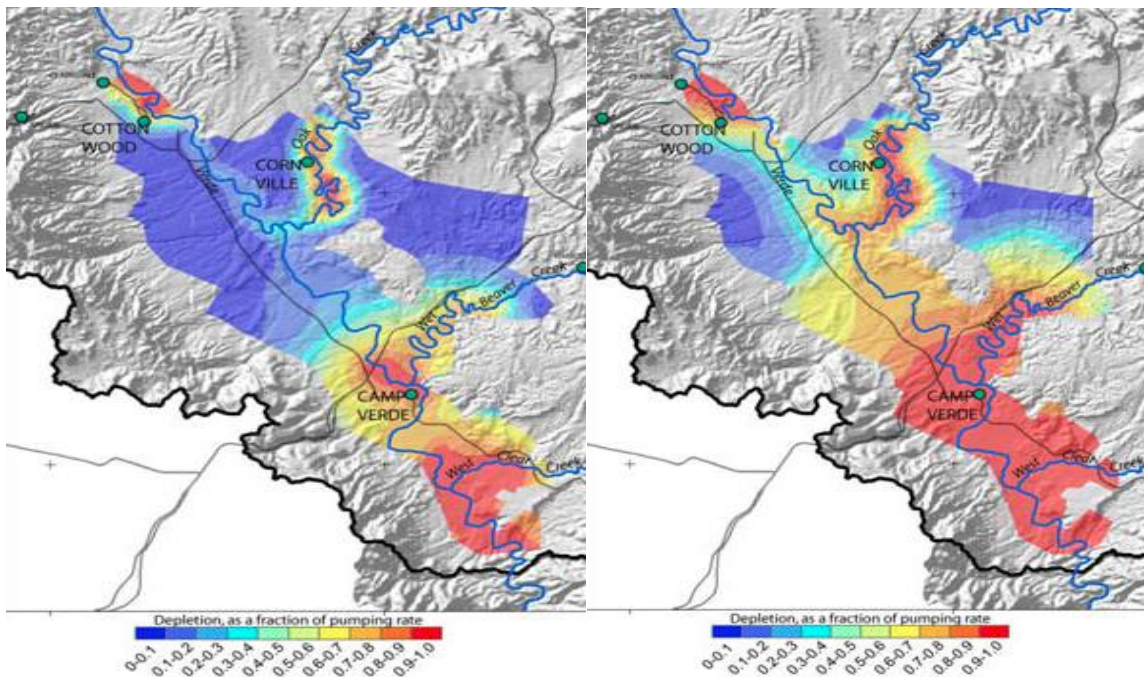 Creek
COTTON
WOOD
Oak
CORN
VILLE
Verde
Wet
Beaver
Creek
CAMP
VERDE
West
Clear
Creek
Depletion, as a fraction of pumping rate
0-0.1
0.1-0.2
0.2-0.3
0.3-0.4
0.4-0.5
0.5-0.6
0.6-0.7
0.7-0.8
0.8-0.9
0.9-1.0
Creek
COTTON
WOOD
Oak
CORN
VILLE
Verde
Wet
Beaver
Creek
CAMP
VERDE
West
Clear
Creek
Depletion, as a fraction of pumping rate
0-0.1
0.1-0.2
0.2-0.3
0.3-0.4
0.4-0.5
0.5-0.6
0.6-0.7
0.7-0.8
0.8-0.9
0.9-1.0